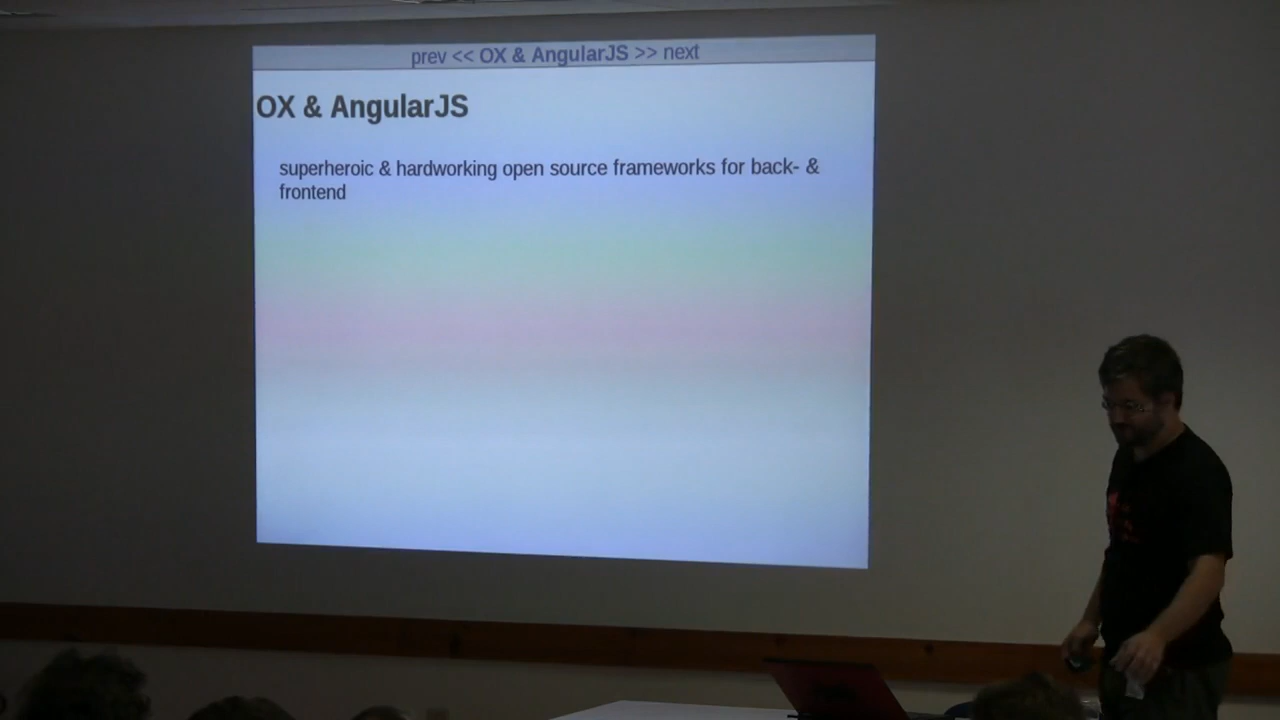 prev << OX & AngularJS >> next
OX & AngularJS
superheroic & hardworking open source frameworks for back- &
frontend